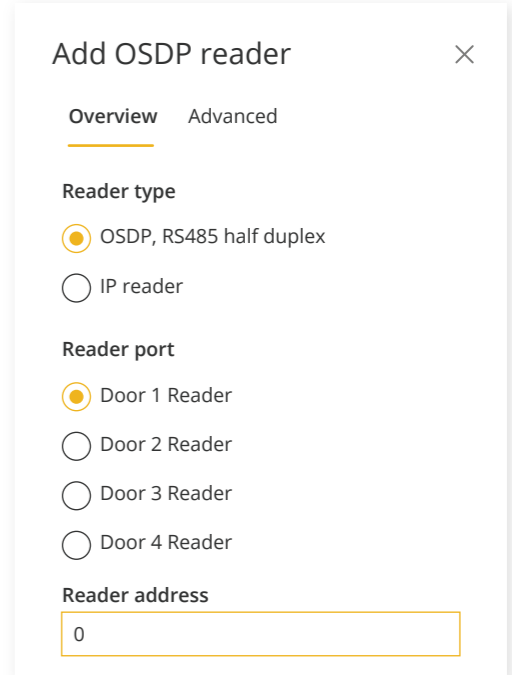 Add OSDP reader
Overview Advanced
Reader type
OSDP, RS485 half duplex
IP reader
Reader port
Door 1 Reader
Door 2 Reader
Door 3 Reader
Door 4 Reader
Reader address
0